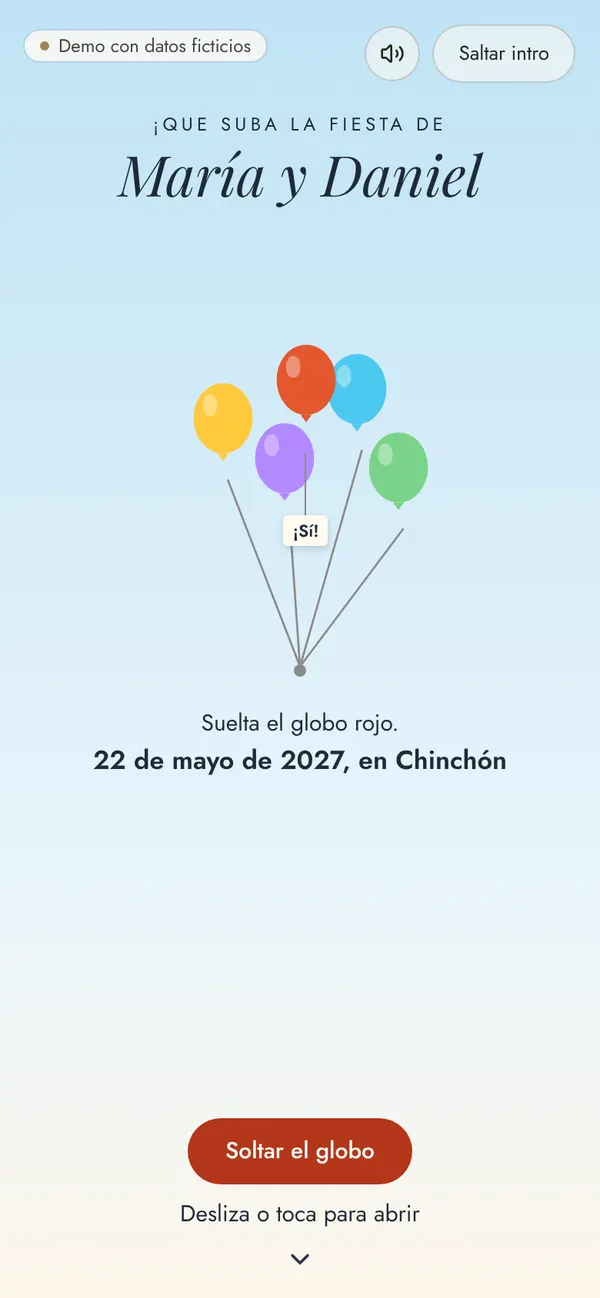 Demo con datos ficticios
Saltar intro
¡QUE SUBA LA FIESTA DE
María y Daniel
¡Sí!
Suelta el globo rojo.
22 de mayo de 2027, en Chinchón
Soltar el globo
Desliza o toca para abrir